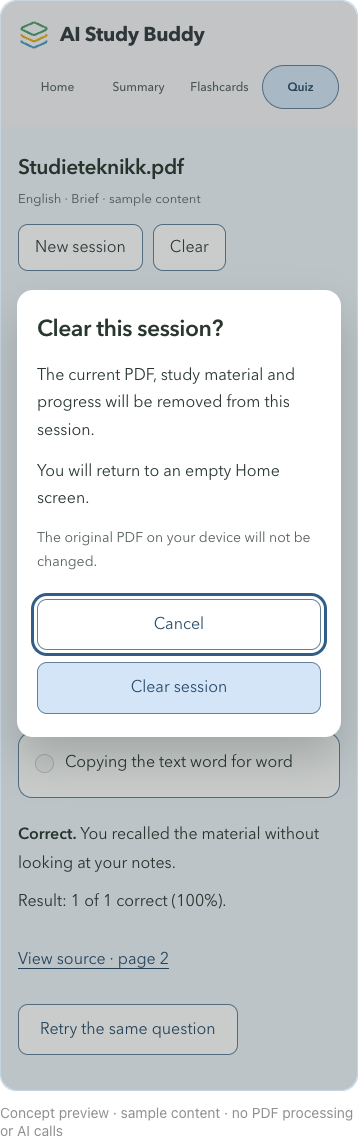 AI Study Buddy
Home Summary Flashcards Quiz
Studieteknikk.pdf
English · Brief · sample content
New session Clear
Clear this session?
The current PDF, study material and
progress will be removed from this
session.
You will return to an empty Home
screen.
The original PDF on your device will not be
changed.
Cancel
Clear session
Copying the text word for word
Correct. You recalled the material without
looking at your notes.
Result: 1 of 1 correct (100%).
View source · page 2
Retry the same question
Concept preview · sample content · no PDF processing
or AI calls